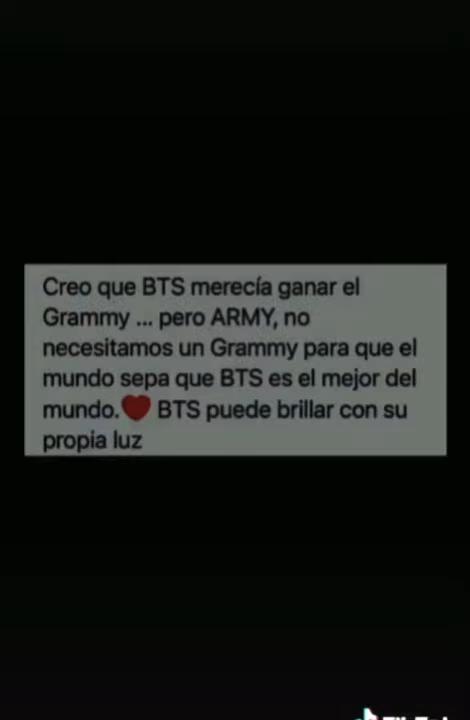 Creo que BTS merecía ganar el
Grammy ... pero ARMY, no
necesitamos un Grammy para que el
mundo sepa que BTS es el mejor del
mundo.❤️ BTS puede brillar con su
propia luz